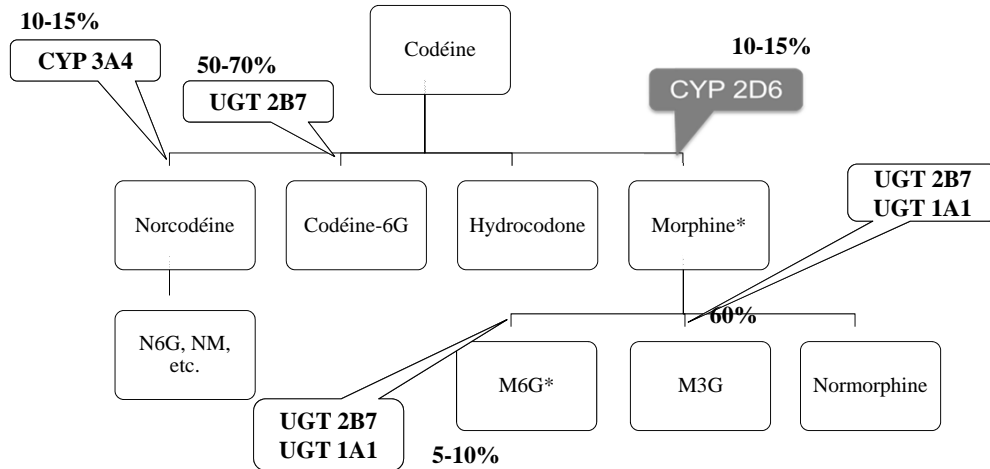 10-15%
CYP 3A4
50-70%
UGT 2B7
Codéine
10-15%
CYP 2D6
UGT 2B7
UGT 1A1
Norcodéine
Codéine-6G
Hydrocodone
Morphine*
60%
N6G, NM,
etc.
M6G*
M3G
Normorphine
UGT 2B7
UGT 1A1
5-10%